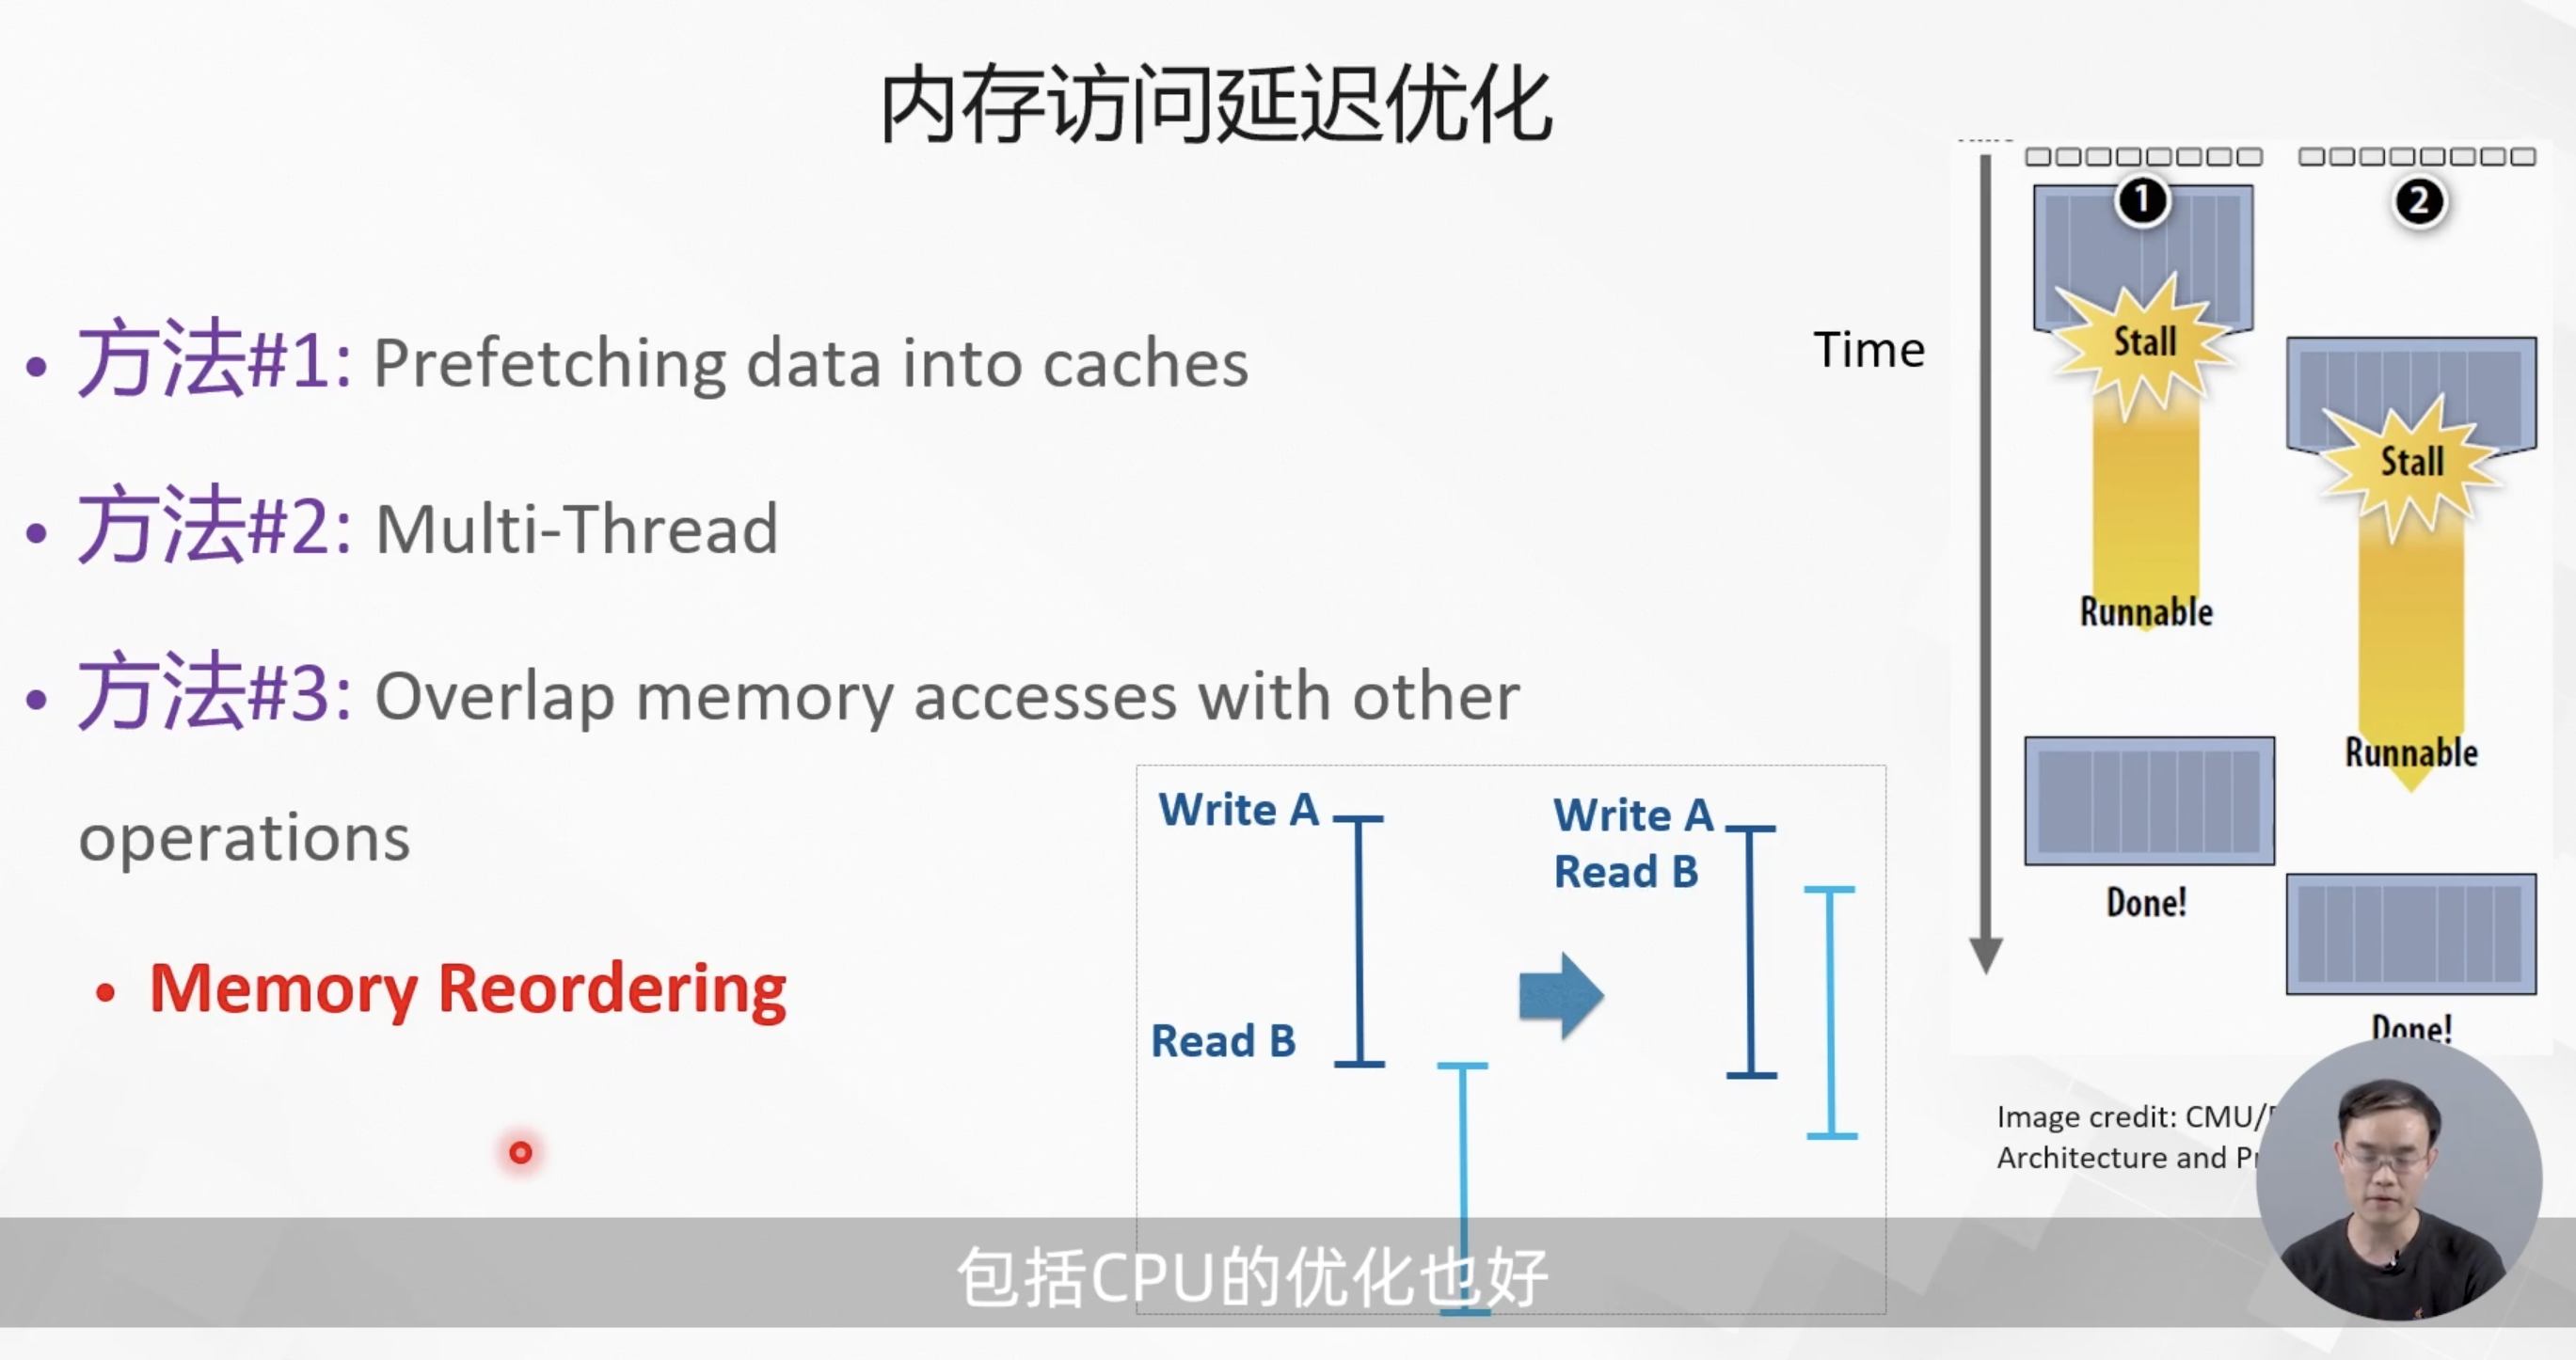 内存访问延迟优化
• 方法#1: Prefetching data into caches
• 方法#2: Multi-Thread
• 方法#3: Overlap memory accesses with other
operations
• Memory Reordering
Write A
Read B
Write A
Read B
Time
1
2
Stall
Stall
Runnable
Runnable
Done!
Done!
Image credit: CMU/
Architecture and
包括CPU的优化也好